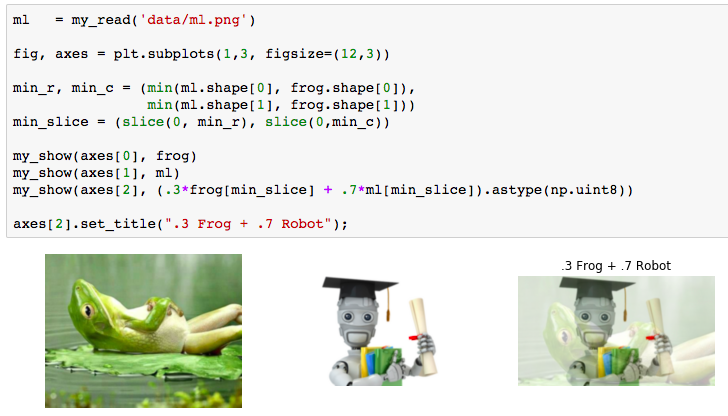 ml   = my_read('data/ml.png')
fig, axes = plt.subplots(1,3, figsize=(12,3))
min_r, min_c = (min(ml.shape[0], frog.shape[0]),
                min(ml.shape[1], frog.shape[1]))
min_slice = (slice(0, min_r), slice(0,min_c))
my_show(axes[0], frog)
my_show(axes[1], ml)
my_show(axes[2], (.3*frog[min_slice] + .7*ml[min_slice]).astype(np.uint8))
axes[2].set_title(".3 Frog + .7 Robot");
.3 Frog + .7 Robot